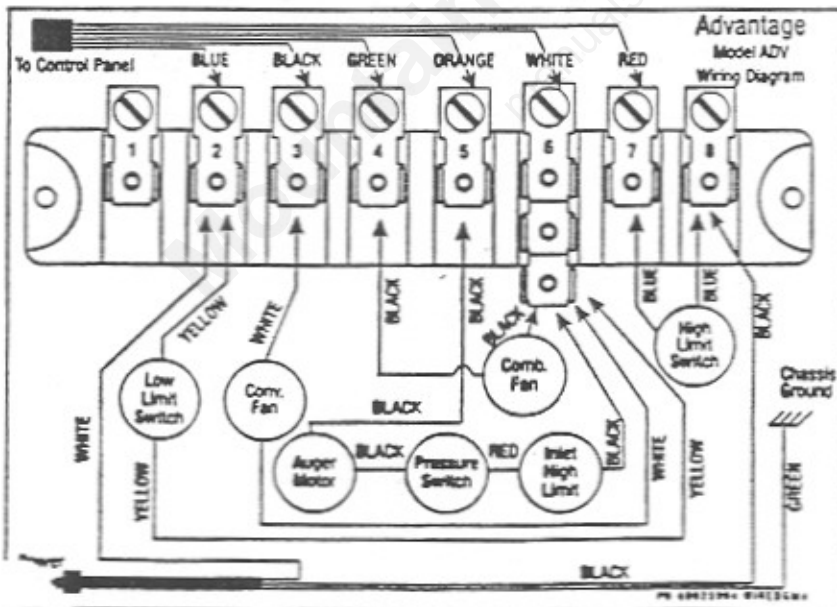 Advantage
Model ADV
Wiring Diagram
To Control Panel
BLUE
BLACK
GREEN
ORANGE
WHITE
RED
1
2
3
4
5
6
7
8
YELLOW
WHITE
BLACK
BLACK
BLACK
BLUE
BLUE
BLACK
Low
Limit
Switch
Conv.
Fan
Comb.
Fan
High
Limit
Switch
Chassis
Ground
WHITE
BLACK
Auger
Motor
BLACK
Pressure
Switch
RED
Inlet
High
Limit
BLACK
WHITE
YELLOW
YELLOW
GREEN
BLACK
Mountain
manuals